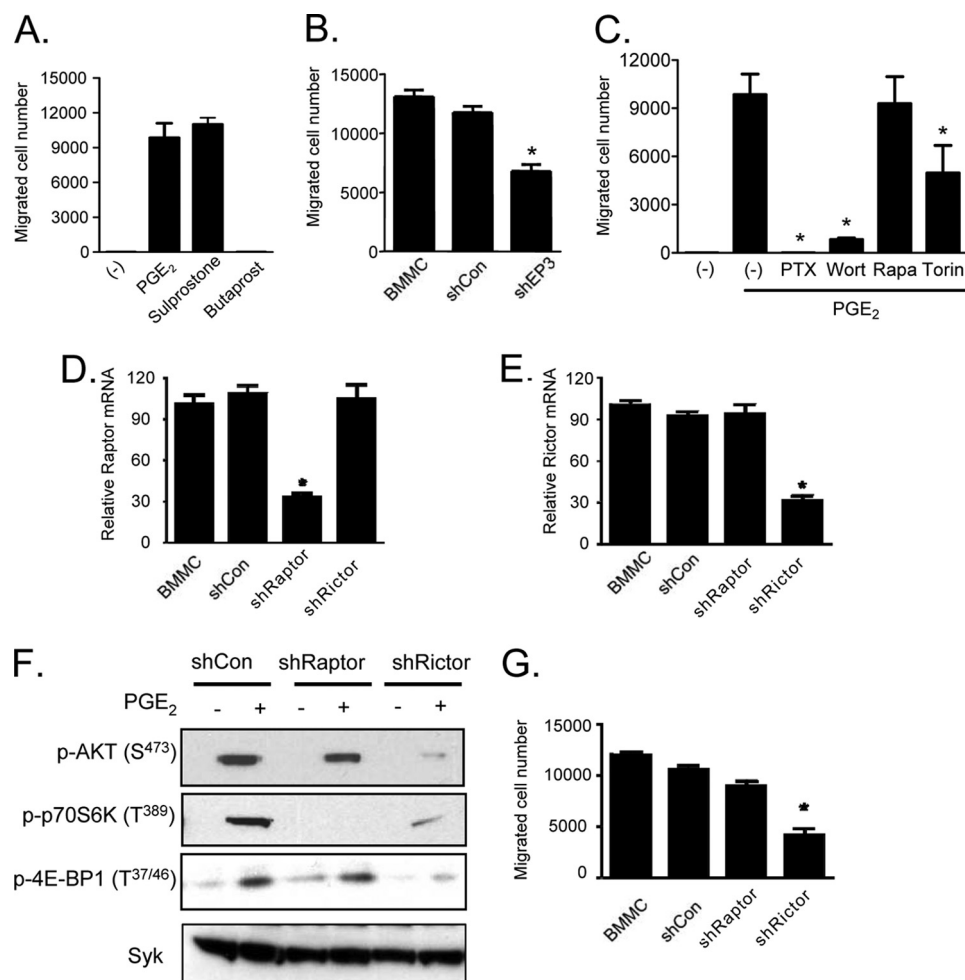 A.
Migrated cell number
15000
12000
9000
6000
3000
0
(-)
PGE₂
Sulprostone
Butaprost
B.
Migrated cell number
15000
10000
5000
0
*
BMMC
shCon
shEP3
C.
Migrated cell number
12000
9000
6000
3000
0
*
*
*
(-)
(-)
PTX
Wort
Rapa
Torin
PGE₂
D.
Relative Raptor mRNA
120
90
60
30
0
*
BMMC
shCon
shRaptor
shRictor
E.
Relative Rictor mRNA
120
90
60
30
0
*
BMMC
shCon
shRaptor
shRictor
F.
shCon shRaptor shRictor
PGE₂ - + - + - +
p-AKT (S⁴⁷³)
p-p70S6K (T³⁸⁹)
p-4E-BP1 (T³⁷/⁴⁶)
Syk
G.
Migrated cell number
15000
10000
5000
0
*
BMMC
shCon
shRaptor
shRictor